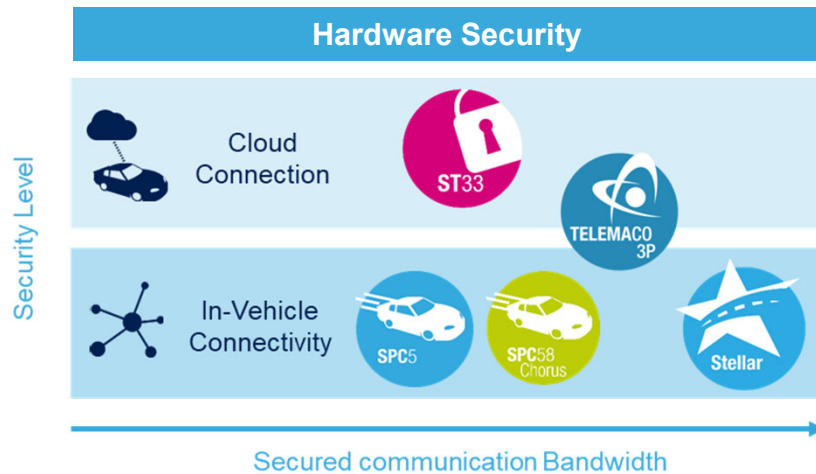 Hardware Security
Security Level
Cloud
Connection
ST33
TELEMACO
3P
In-Vehicle
Connectivity
SPC5
SPC58
Chorus
Stellar
Secured communication Bandwidth